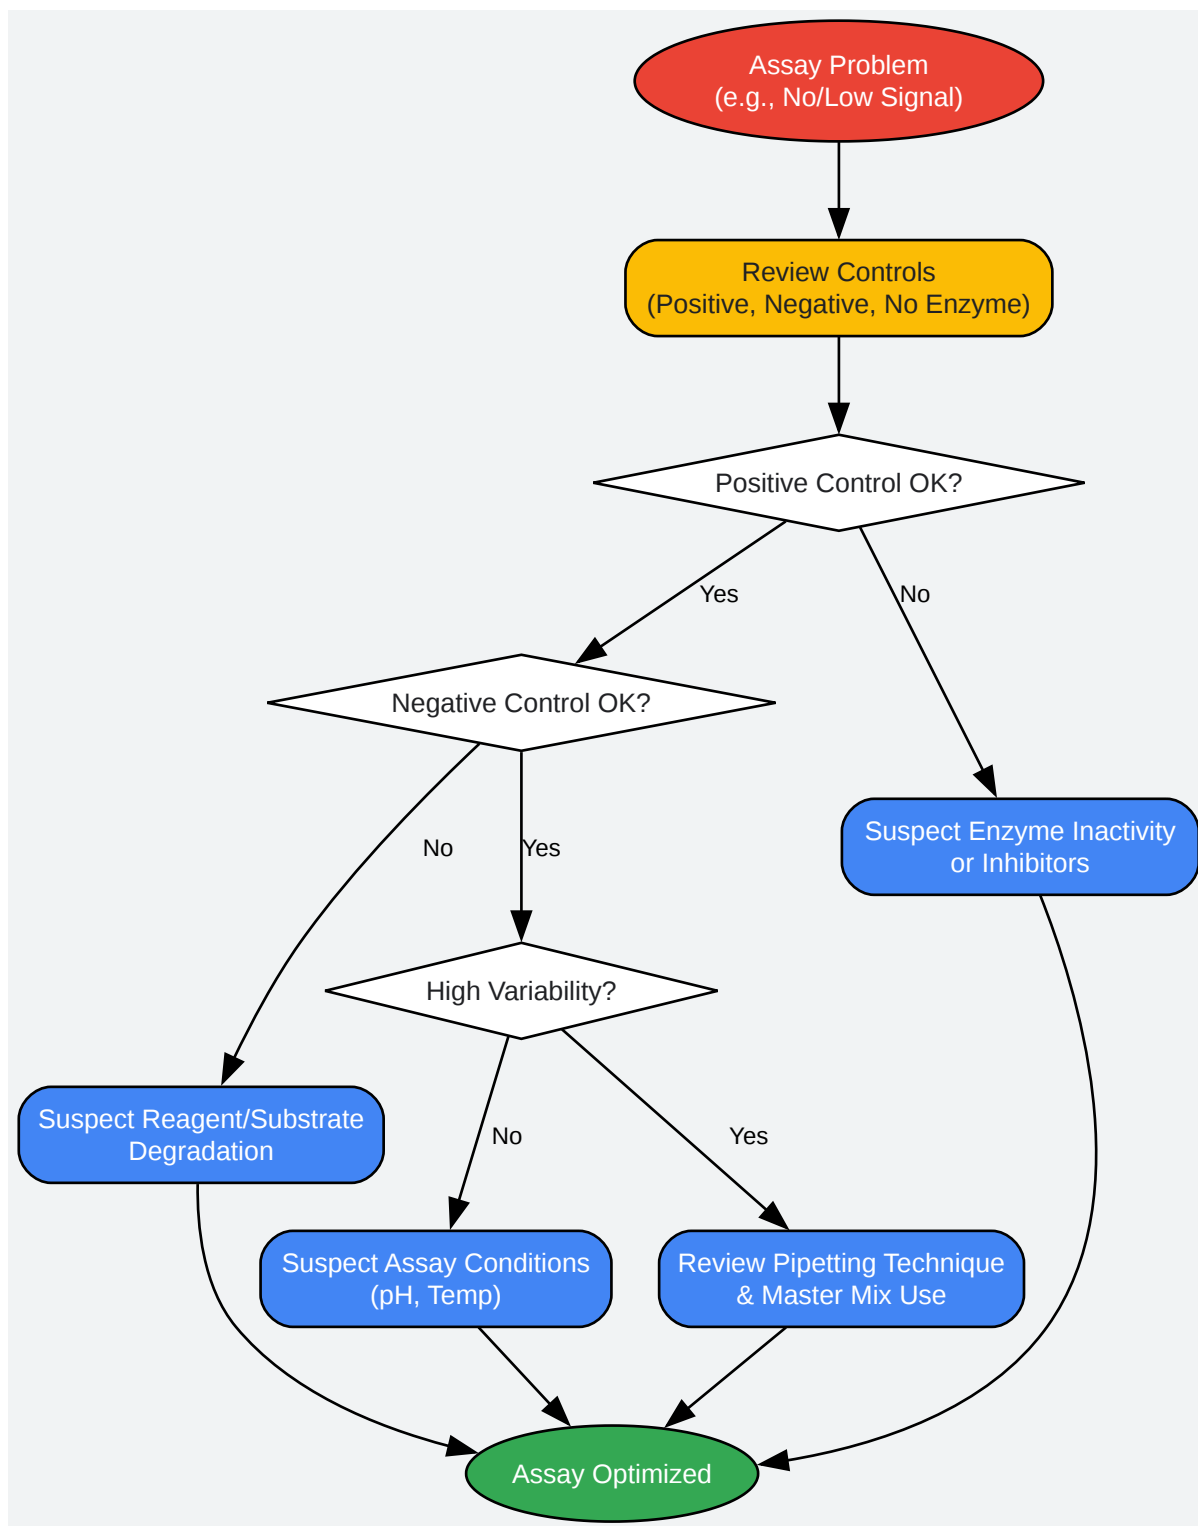 Assay Problem
(e.g., No/Low Signal)
Review Controls
(Positive, Negative, No Enzyme)
Positive Control OK?
Yes
No
Negative Control OK?
Suspect Enzyme Inactivity
or Inhibitors
No
Yes
High Variability?
Suspect Reagent/Substrate
Degradation
No
Yes
Suspect Assay Conditions
(pH, Temp)
Review Pipetting Technique
& Master Mix Use
Assay Optimized